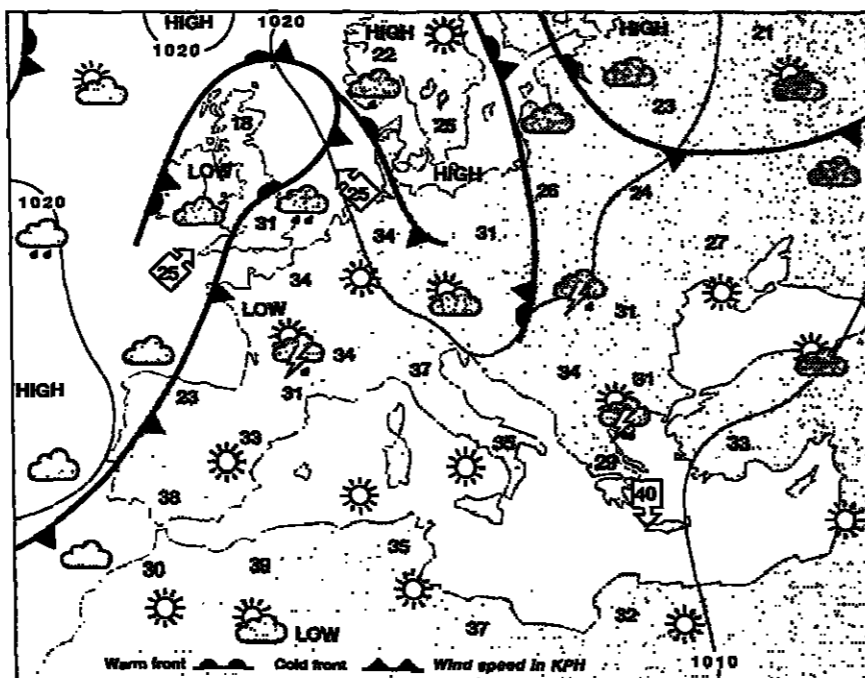 HIGH 1020 HIGH HIGH 21
1020 22
23
18 25
LOW HIGH
1020 25 26 24
31 34 31 27
25 34
LOW 31
34 37 34 31
HIGH 23 31
33 35 33
29
38 40
35
30 39
37 32
LOW
Warm front Cold front Wind speed in KPH 1010